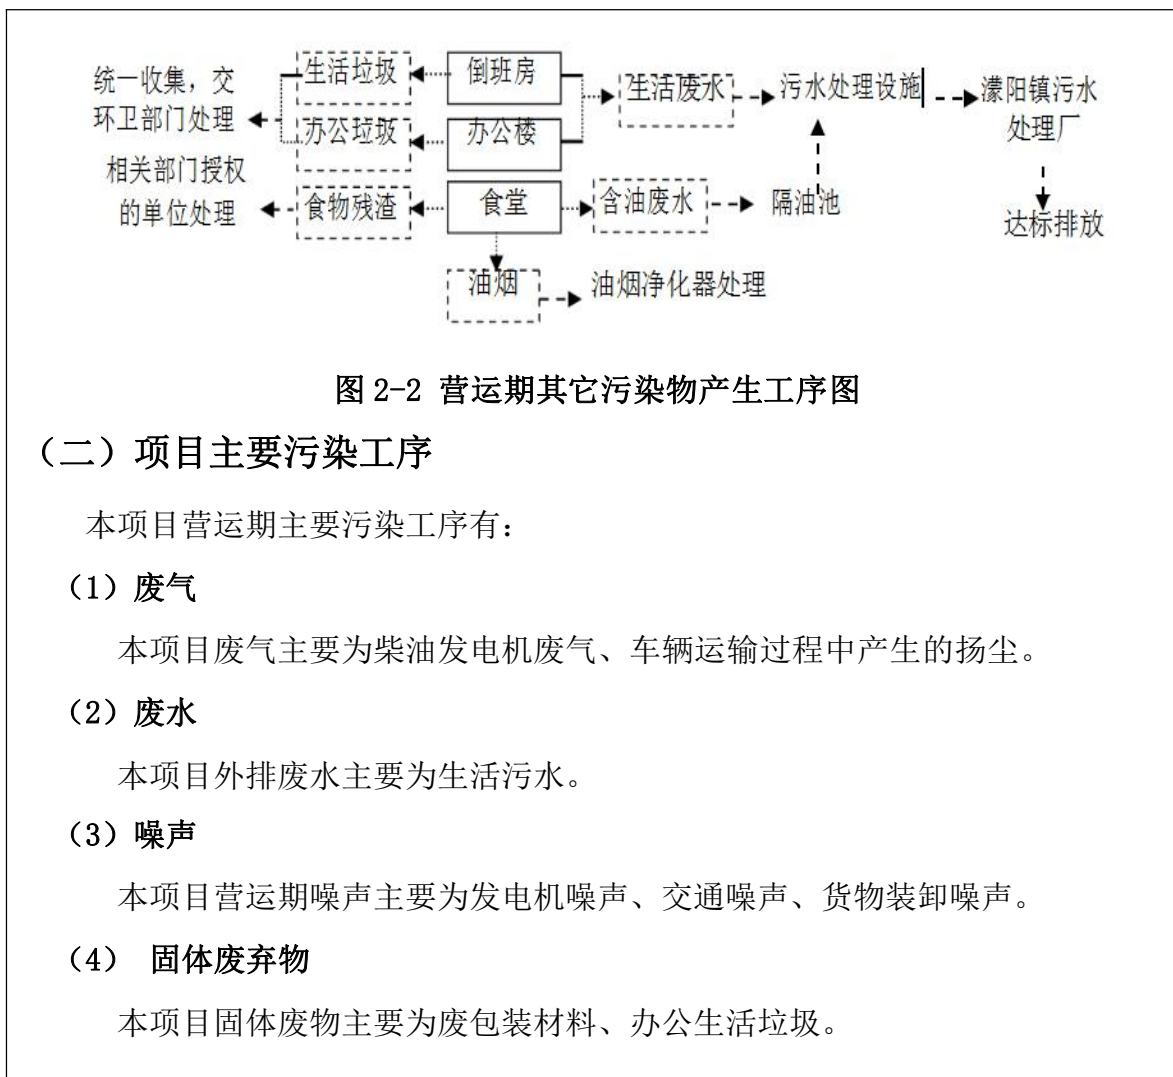 统一收集，交
环卫部门处理
生活垃圾
倒班房
生活废水
污水处理设施
濛阳镇污水
处理厂
办公垃圾
办公楼
相关部门授权
的单位处理
食物残渣
食堂
含油废水
隔油池
达标排放
油烟
油烟净化器处理
图 2-2 营运期其它污染物产生工序图
（二）项目主要污染工序
本项目营运期主要污染工序有：
（1）废气
本项目废气主要为柴油发电机废气、车辆运输过程中产生的扬尘。
（2）废水
本项目外排废水主要为生活污水。
（3）噪声
本项目营运期噪声主要为发电机噪声、交通噪声、货物装卸噪声。
（4） 固体废弃物
本项目固体废物主要为废包装材料、办公生活垃圾。